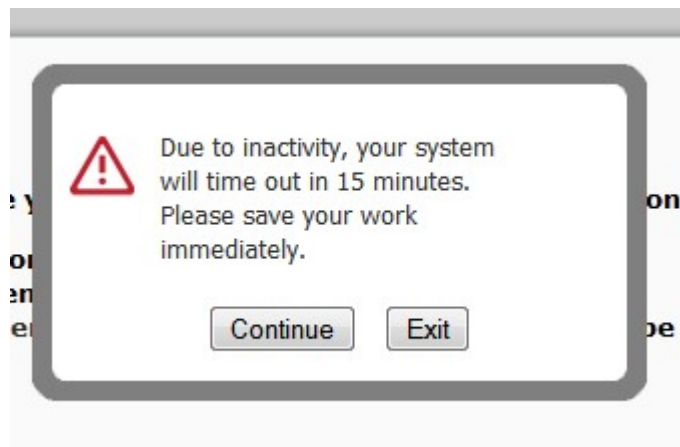 Due to inactivity, your system
will time out in 15 minutes.
Please save your work
immediately.
Continue Exit